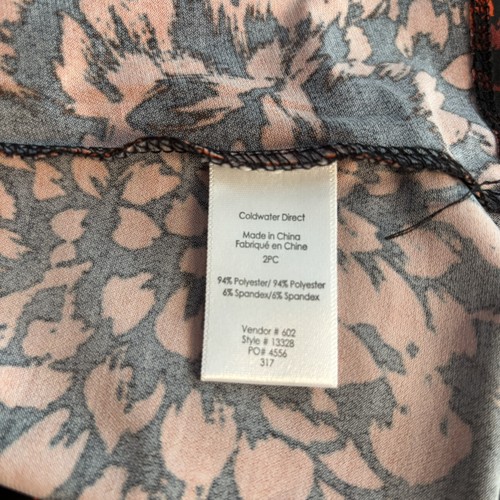 Coldwater Direct
Made in China
Fabriqué en Chine
2PC
94% Polyester/ 94% Polyester
6% Spandex/6% Spandex
Vendor # 602
Style # 13328
PO# 4556
317